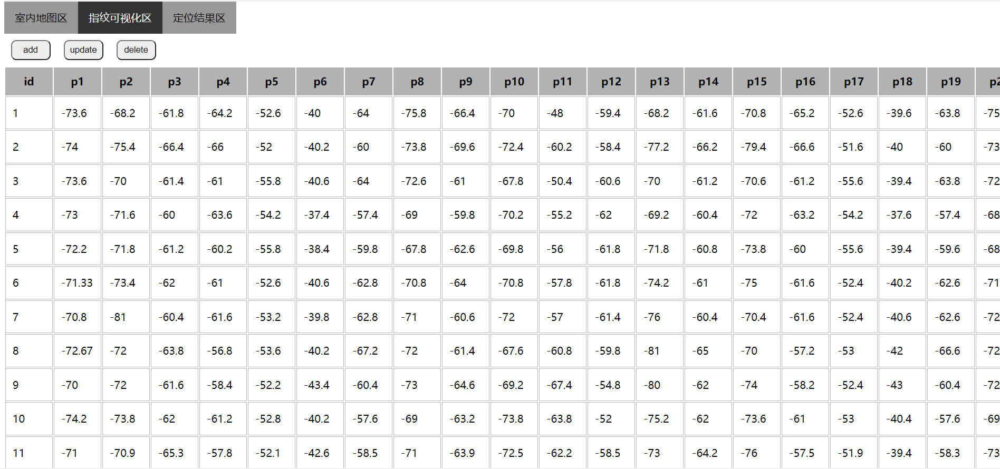 室内地图区 指纹可视化区 定位结果区
add update delete
id p1 p2 p3 p4 p5 p6 p7 p8 p9 p10 p11 p12 p13 p14 p15 p16 p17 p18 p19
1 -73.6 -68.2 -61.8 -64.2 -52.6 -40 -64 -75.8 -66.4 -70 -48 -59.4 -68.2 -61.6 -70.8 -65.2 -52.6 -39.6 -63.8 -75
2 -74 -75.4 -66.4 -66 -52 -40.2 -60 -73.8 -69.6 -72.4 -60.2 -58.4 -77.2 -66.2 -79.4 -66.6 -51.6 -40 -60 -73
3 -73.6 -70 -61.4 -61 -55.8 -40.6 -64 -72.6 -61 -67.8 -50.4 -60.6 -70 -61.2 -70.6 -61.2 -55.6 -39.4 -63.8 -72
4 -73 -71.6 -60 -63.6 -54.2 -37.4 -57.4 -69 -59.8 -70.2 -55.2 -62 -69.2 -60.4 -72 -63.2 -54.2 -37.6 -57.4 -68
5 -72.2 -71.8 -61.2 -60.2 -55.8 -38.4 -59.8 -67.8 -62.6 -69.8 -56 -61.8 -71.8 -60.8 -73.8 -60 -55.6 -39.4 -59.6 -68
6 -71.33 -73.4 -62 -61 -52.6 -40.6 -62.8 -70.8 -64 -70.8 -57.8 -61.8 -74.2 -61 -75 -61.6 -52.4 -40.2 -62.6 -71
7 -70.8 -81 -60.4 -61.6 -53.2 -39.8 -62.8 -71 -60.6 -72 -57 -61.4 -76 -60.4 -70.4 -61.6 -52.4 -40.6 -62.6 -72
8 -72.67 -72 -63.8 -56.8 -53.6 -40.2 -67.2 -72 -61.4 -67.6 -60.8 -59.8 -81 -65 -70 -57.2 -53 -42 -66.6 -72
9 -70 -72 -61.6 -58.4 -52.2 -43.4 -60.4 -73 -64.6 -69.2 -67.4 -54.8 -80 -62 -74 -58.2 -52.4 -43 -60.4 -72
10 -74.2 -73.8 -62 -61.2 -52.8 -40.2 -57.6 -69 -63.2 -73.8 -63.8 -52 -75.2 -62 -73.6 -61 -53 -40.4 -57.6 -69
11 -71 -70.9 -65.3 -57.8 -52.1 -42.6 -58.5 -71 -63.9 -72.5 -62.2 -58.5 -73 -64.2 -76 -57.5 -51.9 -39.4 -58.3 -73